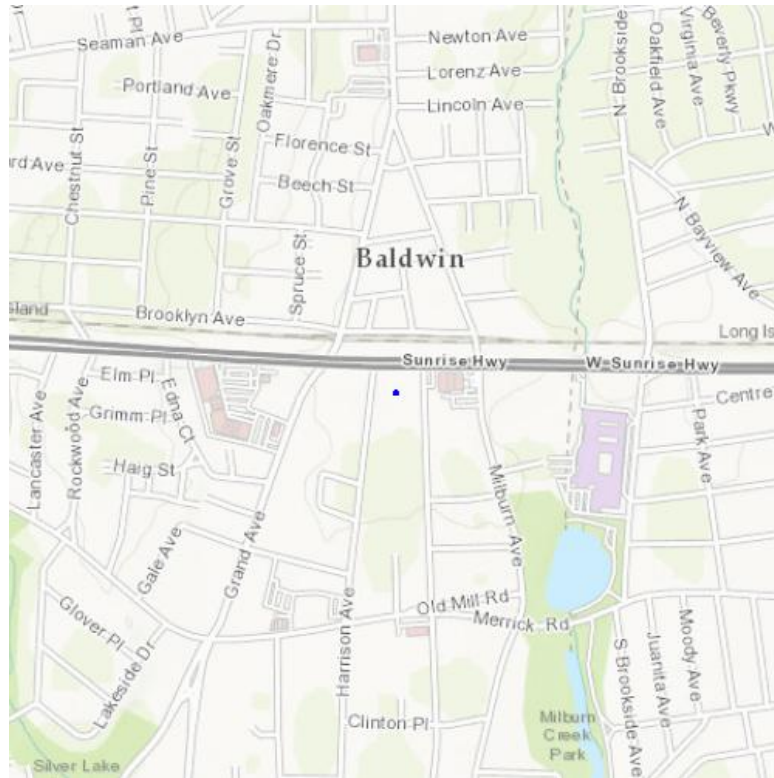 Seaman Ave
Newton Ave
Lorenz Ave
Lincoln Ave
Portland Ave
Oakmere Dr
N Brookside
Oakfield Ave
Virginia Ave
Beverly Pkwy
W
t Pl
Florence St
Beech St
Chestnut St
Pine St
Grove St
rd Ave
Spruce St
Baldwin
N Bayview Ave
sland
Brooklyn Ave
Long Is
Sunrise Hwy
W Sunrise Hwy
Elm Pl
Grimm Pl
Edna Ct
Haig St
Lancaster Ave
Rockwood Ave
Centre
Park Ave
Gale Ave
Grand Ave
Milburn Ave
Harrison Ave
Old Mill Rd
Merrick Rd
Glover Pl
Lakeside Dr
S Brookside Ave
Juanita Ave
Moody Ave
Clinton Pl
Milburn
Creek
Park
Silver Lake